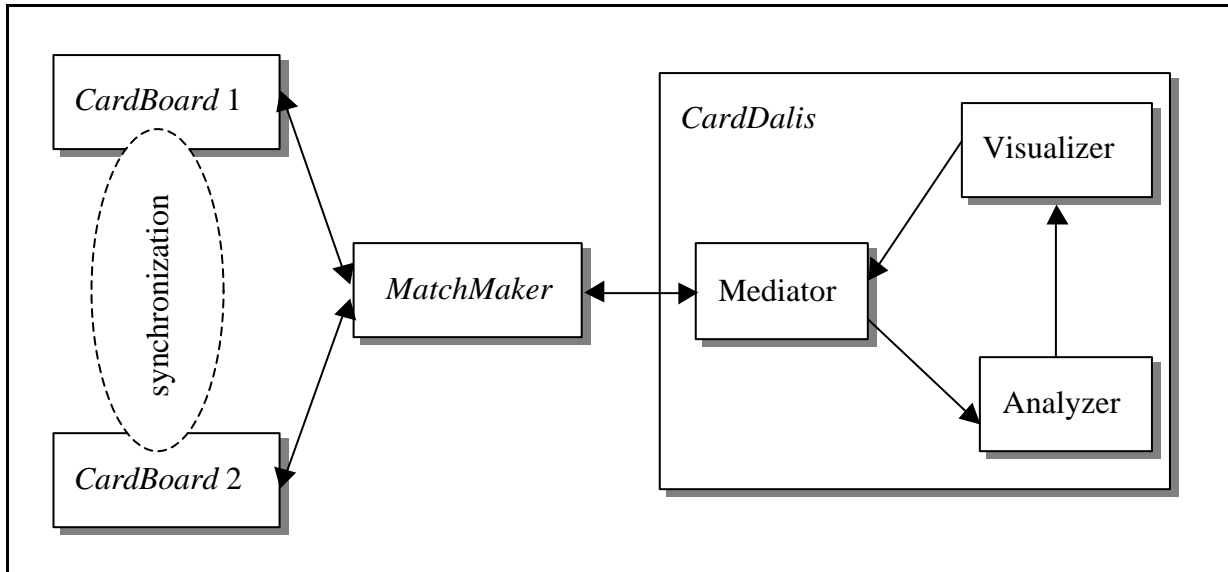 CardBoard 1
synchronization
CardBoard 2
MatchMaker
CardDalis
Visualizer
Mediator
Analyzer